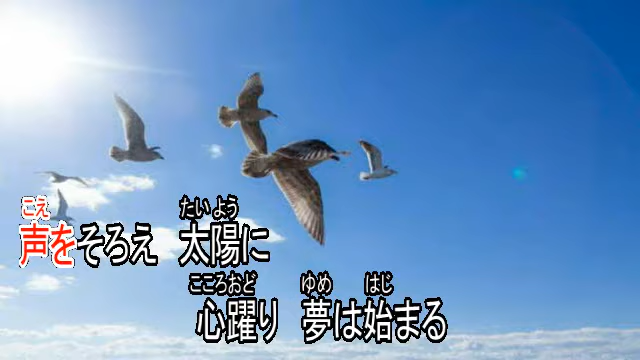 こえ たいよう
声をそろえ 太陽に
こころおど ゆめ はじ
心躍り 夢は始まる